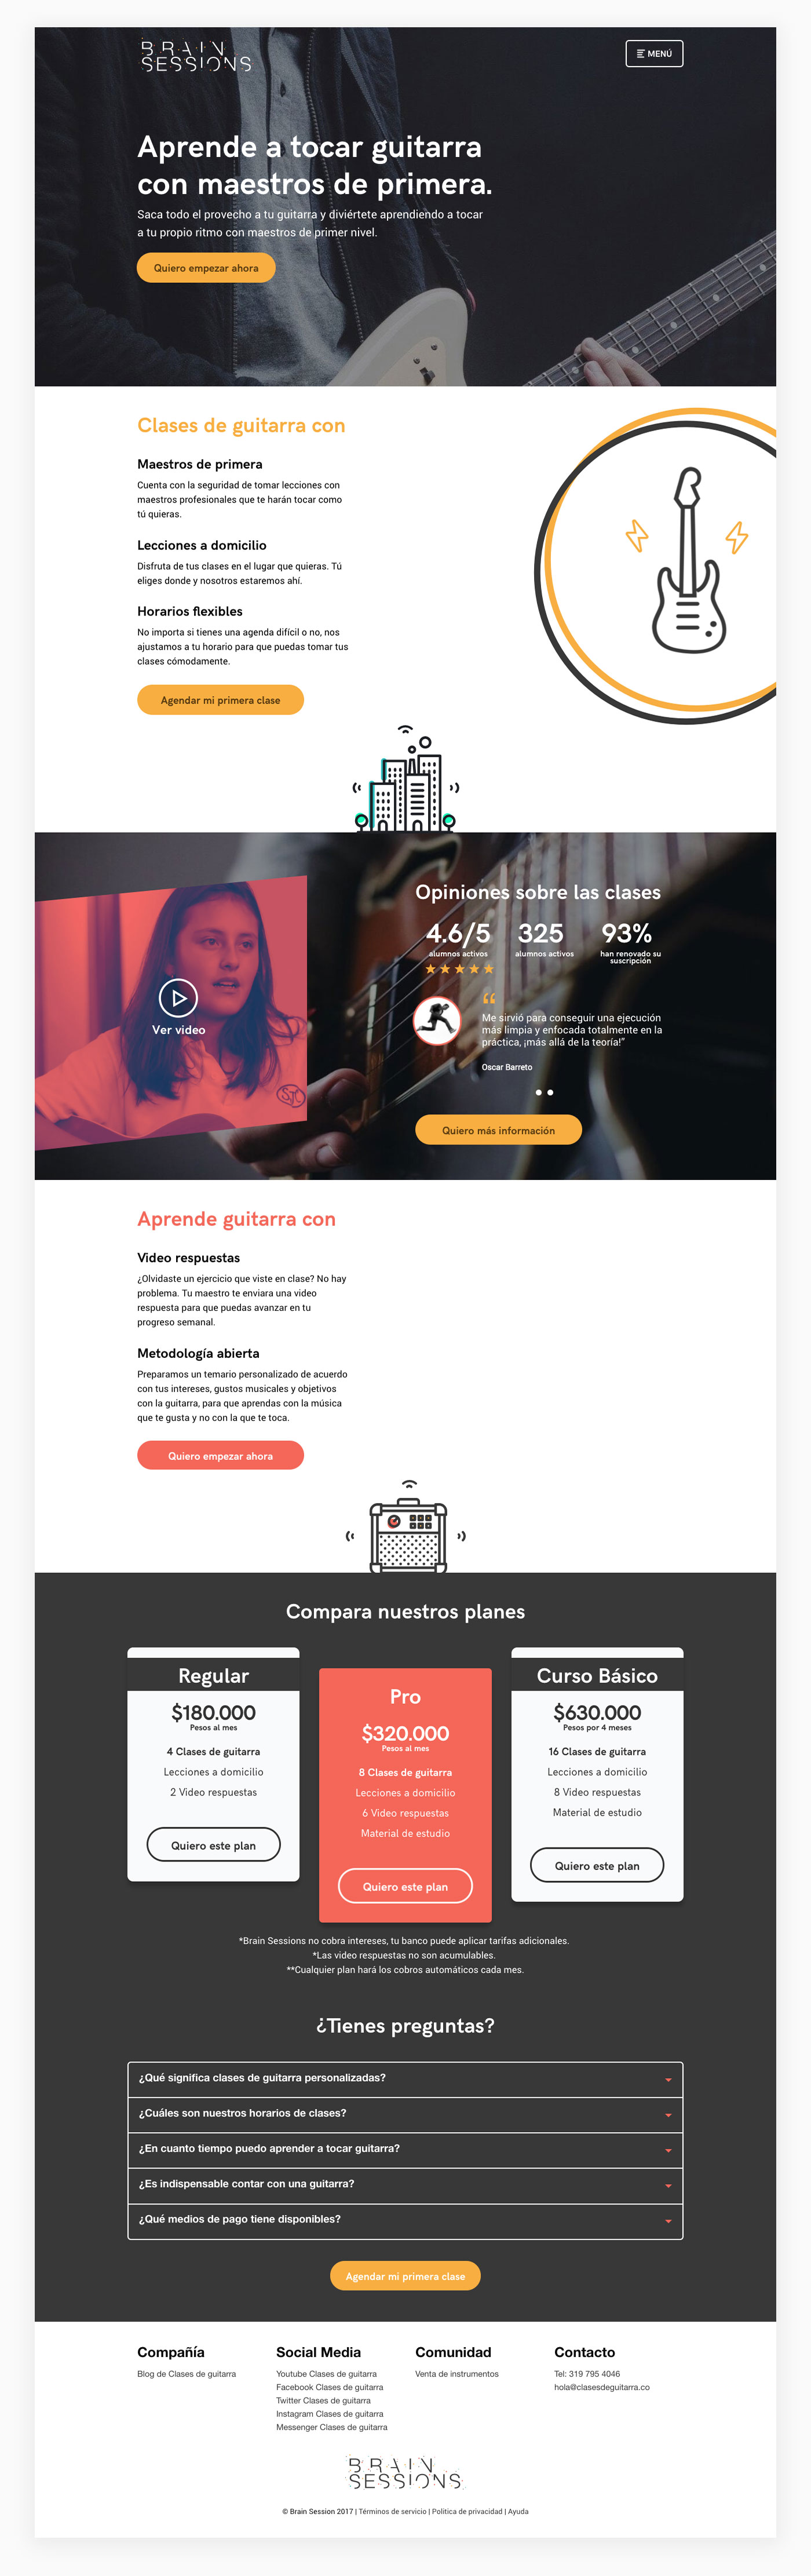 BRAIN
SESSIONS
MENÚ
Aprende a tocar guitarra
con maestros de primera.
Saca todo el provecho a tu guitarra y diviértete aprendiendo a tocar
a tu propio ritmo con maestros de primer nivel.
Quiero empezar ahora
Clases de guitarra con
Maestros de primera
Cuenta con la seguridad de tomar lecciones con
maestros profesionales que te harán tocar como
tú quieras.
Lecciones a domicilio
Disfruta de tus clases en el lugar que quieras. Tú
eliges donde y nosotros estaremos ahí.
Horarios flexibles
No importa si tienes una agenda difícil o no, nos
ajustamos a tu horario para que puedas tomar tus
clases cómodamente.
Agendar mi primera clase
Ver video
Opiniones sobre las clases
4.6/5
alumnos activos
325
alumnos activos
93%
han renovado su
suscripción
“
Me sirvió para conseguir una ejecución
más limpia y enfocada totalmente en la
práctica, ¡más allá de la teoría!”
Oscar Barreto
Quiero más información
Aprende guitarra con
Video respuestas
¿Olvidaste un ejercicio que viste en clase? No hay
problema. Tu maestro te enviara una video
respuesta para que puedas avanzar en tu
progreso semanal.
Metodología abierta
Preparamos un temario personalizado de acuerdo
con tus intereses, gustos musicales y objetivos
con la guitarra, para que aprendas con la música
que te gusta y no con la que te toca.
Quiero empezar ahora
Compara nuestros planes
Regular
$180.000
Pesos al mes
4 Clases de guitarra
Lecciones a domicilio
2 Video respuestas
Quiero este plan
Pro
$320.000
Pesos al mes
8 Clases de guitarra
Lecciones a domicilio
6 Video respuestas
Material de estudio
Quiero este plan
Curso Básico
$630.000
Pesos por 4 meses
16 Clases de guitarra
Lecciones a domicilio
8 Video respuestas
Material de estudio
Quiero este plan
*Brain Sessions no cobra intereses, tu banco puede aplicar tarifas adicionales.
*Las video respuestas no son acumulables.
**Cualquier plan hará los cobros automáticos cada mes.
¿Tienes preguntas?
¿Qué significa clases de guitarra personalizadas?
¿Cuáles son nuestros horarios de clases?
¿En cuanto tiempo puedo aprender a tocar guitarra?
¿Es indispensable contar con una guitarra?
¿Qué medios de pago tiene disponibles?
Agendar mi primera clase
Compañía
Blog de Clases de guitarra
Social Media
Youtube Clases de guitarra
Facebook Clases de guitarra
Twitter Clases de guitarra
Instagram Clases de guitarra
Messenger Clases de guitarra
Comunidad
Venta de instrumentos
Contacto
Tel: 319 795 4046
hola@clasesdeguitarra.co
BRAIN
SESSIONS
© Brain Session 2017 | Términos de servicio | Politica de privacidad | Ayuda